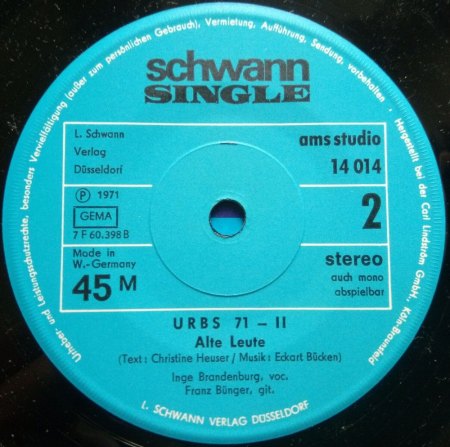 Urheber- und Leistungsschutzrechte, besonders Vervielfältigung (außer zum persönlichen Gebrauch), Vermietung, Aufführung, Sendung, vorbehalten • Hergestellt bei der Carl Lindström GmbH., Köln-Braunsfeld
schwann
SINGLE
L. Schwann
Verlag
Düsseldorf
ams studio
14 014
Ⓟ 1971
GEMA
7 F 60.398 B
2
Made in
W.-Germany
45 M
stereo
auch mono
abspielbar
URBS 71 – II
Alte Leute
(Text: Christine Heuser / Musik: Eckart Bücken)
Inge Brandenburg, voc.
Franz Bünger, git.
L. SCHWANN VERLAG DÜSSELDORF